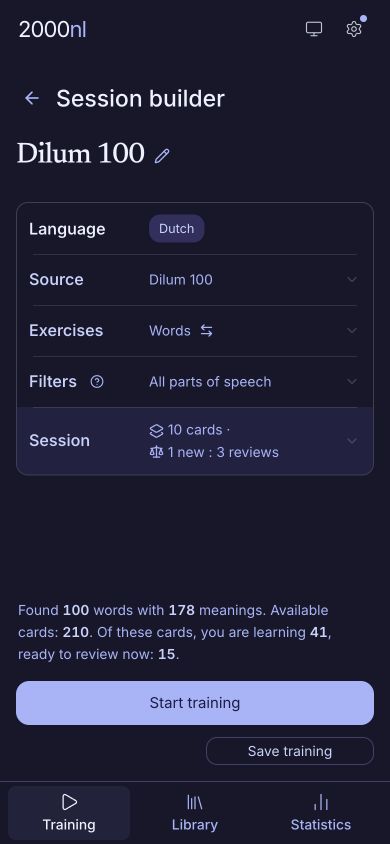 2000nl
Session builder
Dilum 100
Language Dutch
Source Dilum 100
Exercises Words
Filters ? All parts of speech
Session 10 cards ·
1 new : 3 reviews
Found 100 words with 178 meanings. Available
cards: 210. Of these cards, you are learning 41,
ready to review now: 15.
Start training
Save training
Training Library Statistics